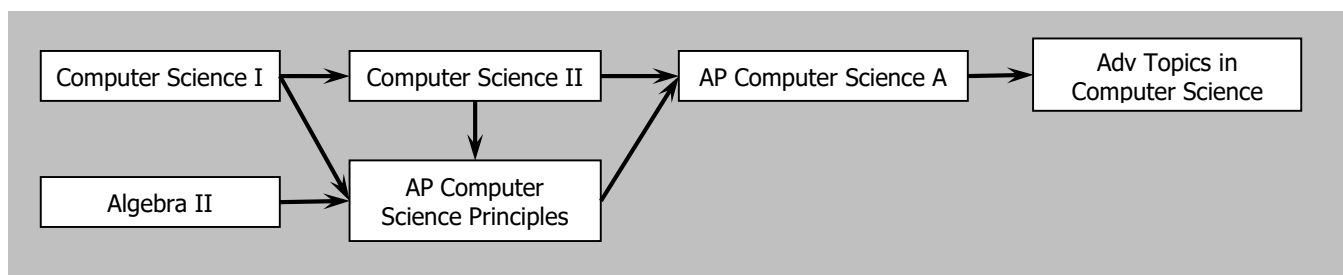 Computer Science I
Computer Science II
AP Computer Science A
Adv Topics in
Computer Science
Algebra II
AP Computer
Science Principles